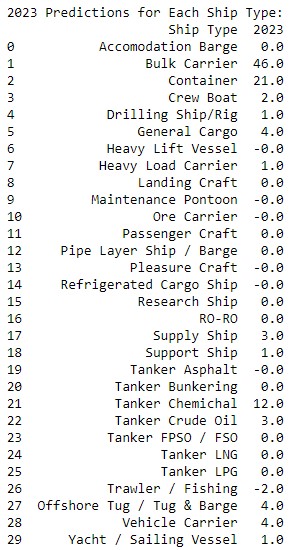 2023 Predictions for Each Ship Type:
Ship Type 2023
0 Accomodation Barge 0.0
1 Bulk Carrier 46.0
2 Container 21.0
3 Crew Boat 2.0
4 Drilling Ship/Rig 1.0
5 General Cargo 4.0
6 Heavy Lift Vessel -0.0
7 Heavy Load Carrier 1.0
8 Landing Craft 0.0
9 Maintenance Pontoon -0.0
10 Ore Carrier -0.0
11 Passenger Craft 0.0
12 Pipe Layer Ship / Barge 0.0
13 Pleasure Craft -0.0
14 Refrigerated Cargo Ship -0.0
15 Research Ship 0.0
16 RO-RO 0.0
17 Supply Ship 3.0
18 Support Ship 1.0
19 Tanker Asphalt -0.0
20 Tanker Bunkering 0.0
21 Tanker Chemichal 12.0
22 Tanker Crude Oil 3.0
23 Tanker FPSO / FSO 0.0
24 Tanker LNG 0.0
25 Tanker LPG 0.0
26 Trawler / Fishing -2.0
27 Offshore Tug / Tug & Barge 4.0
28 Vehicle Carrier 4.0
29 Yacht / Sailing Vessel 1.0